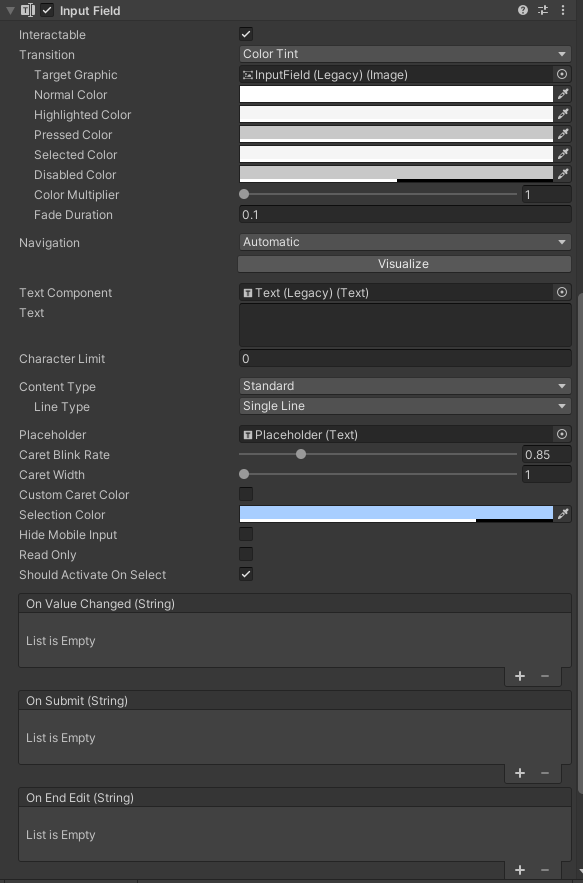 Input Field
Interactable
Transition Color Tint
Target Graphic InputField (Legacy) (Image)
Normal Color
Highlighted Color
Pressed Color
Selected Color
Disabled Color
Color Multiplier 1
Fade Duration 0.1
Navigation Automatic
Visualize
Text Component Text (Legacy) (Text)
Text
Character Limit 0
Content Type Standard
Line Type Single Line
Placeholder Placeholder (Text)
Caret Blink Rate 0.85
Caret Width 1
Custom Caret Color
Selection Color
Hide Mobile Input
Read Only
Should Activate On Select
On Value Changed (String)
List is Empty
On Submit (String)
List is Empty
On End Edit (String)
List is Empty